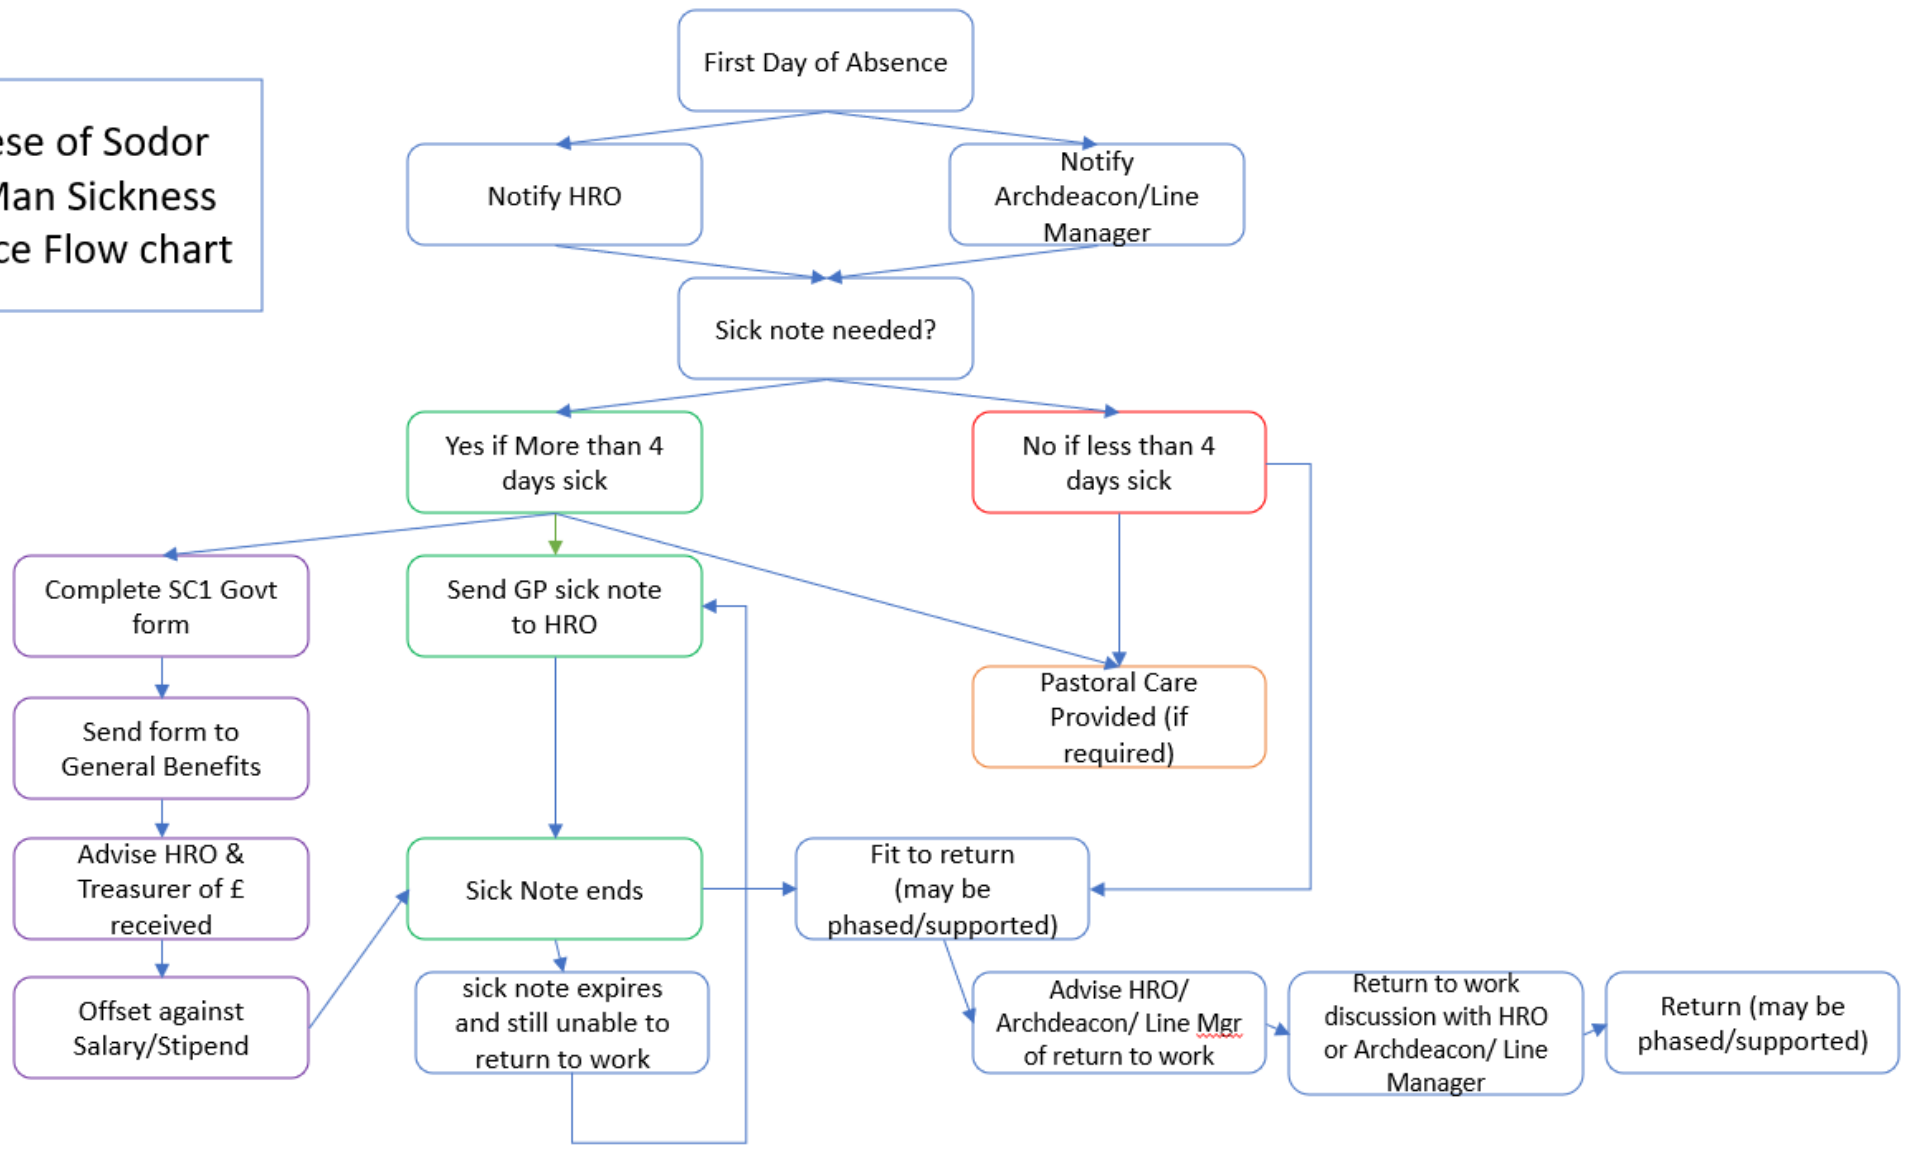 First Day of Absence
ese of Sodor
Man Sickness
ce Flow chart
Notify HRO
Notify
Archdeacon/Line
Manager
Sick note needed?
Yes if More than 4
days sick
No if less than 4
days sick
Complete SC1 Govt
form
Send GP sick note
to HRO
Pastoral Care
Provided (if
required)
Send form to
General Benefits
Advise HRO &
Treasurer of £
received
Sick Note ends
Fit to return
(may be
phased/supported)
Offset against
Salary/Stipend
sick note expires
and still unable to
return to work
Advise HRO/
Archdeacon/ Line Mgr
of return to work
Return to work
discussion with HRO
or Archdeacon/ Line
Manager
Return (may be
phased/supported)